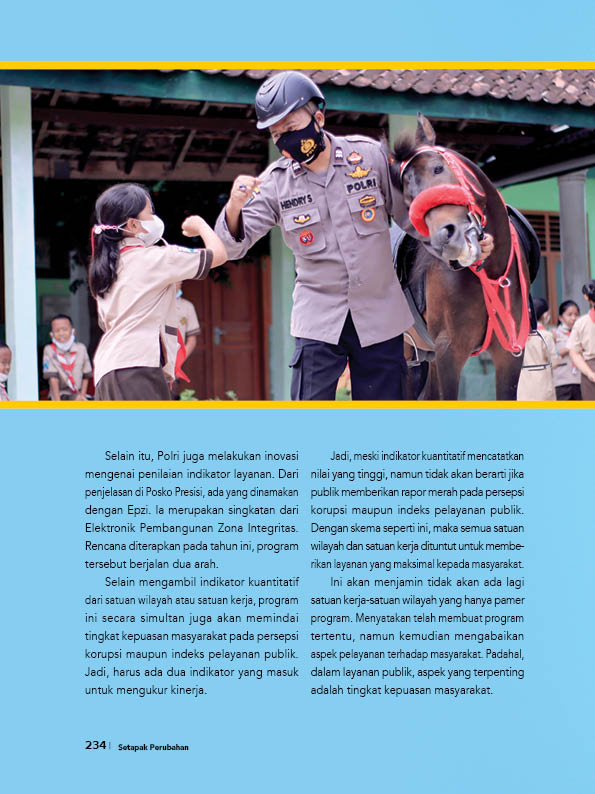 HENDRY S
POLRI
Selain itu, Polri juga melakukan inovasi
mengenai penilaian indikator layanan. Dari
penjelasan di Posko Presisi, ada yang dinamakan
dengan Epzi. Ia merupakan singkatan dari
Elektronik Pembangunan Zona Integritas.
Rencana diterapkan pada tahun ini, program
tersebut berjalan dua arah.
Selain mengambil indikator kuantitatif
dari satuan wilayah atau satuan kerja, program
ini secara simultan juga akan memindai
tingkat kepuasan masyarakat pada persepsi
korupsi maupun indeks pelayanan publik.
Jadi, harus ada dua indikator yang masuk
untuk mengukur kinerja.
Jadi, meski indikator kuantitatif mencatatkan
nilai yang tinggi, namun tidak akan berarti jika
publik memberikan rapor merah pada persepsi
korupsi maupun indeks pelayanan publik.
Dengan skema seperti ini, maka semua satuan
wilayah dan satuan kerja dituntut untuk membe-
rikan layanan yang maksimal kepada masyarakat.
Ini akan menjamin tidak akan ada lagi
satuan kerja-satuan wilayah yang hanya pamer
program. Menyatakan telah membuat program
tertentu, namun kemudian mengabaikan
aspek pelayanan terhadap masyarakat. Padahal,
dalam layanan publik, aspek yang terpenting
adalah tingkat kepuasan masyarakat.
234 | Setapak Perubahan